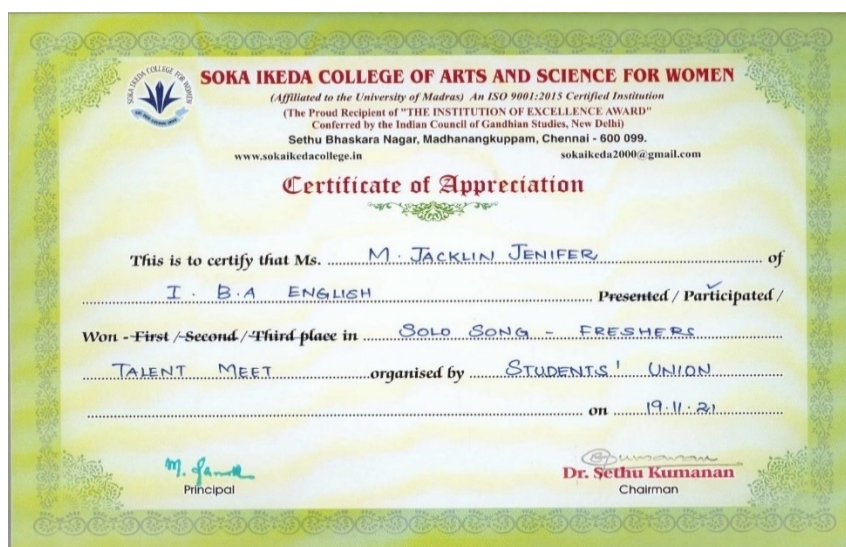 SOKA IKEDA COLLEGE OF ARTS AND SCIENCE FOR WOMEN
(Affiliated to the University of Madras) An ISO 9001:2015 Certified Institution
(The Proud Recipient of "THE INSTITUTION OF EXCELLENCE AWARD"
Conferred by the Indian Council of Gandhian Studies, New Delhi)
Sethu Bhaskara Nagar, Madhanangkuppam, Chennai - 600 099.
www.sokaikedacollege.in sokaikeda2000@gmail.com
Certificate of Appreciation
This is to certify that Ms. M. JACKLIN JENIFER of
I. B.A ENGLISH Presented / Participated /
Won - First / Second / Third place in SOLO SONG - FRESHERS
TALENT MEET organised by STUDENTS' UNION
on 19.11.21
Dr. Sethu Kumanan
Principal Chairman